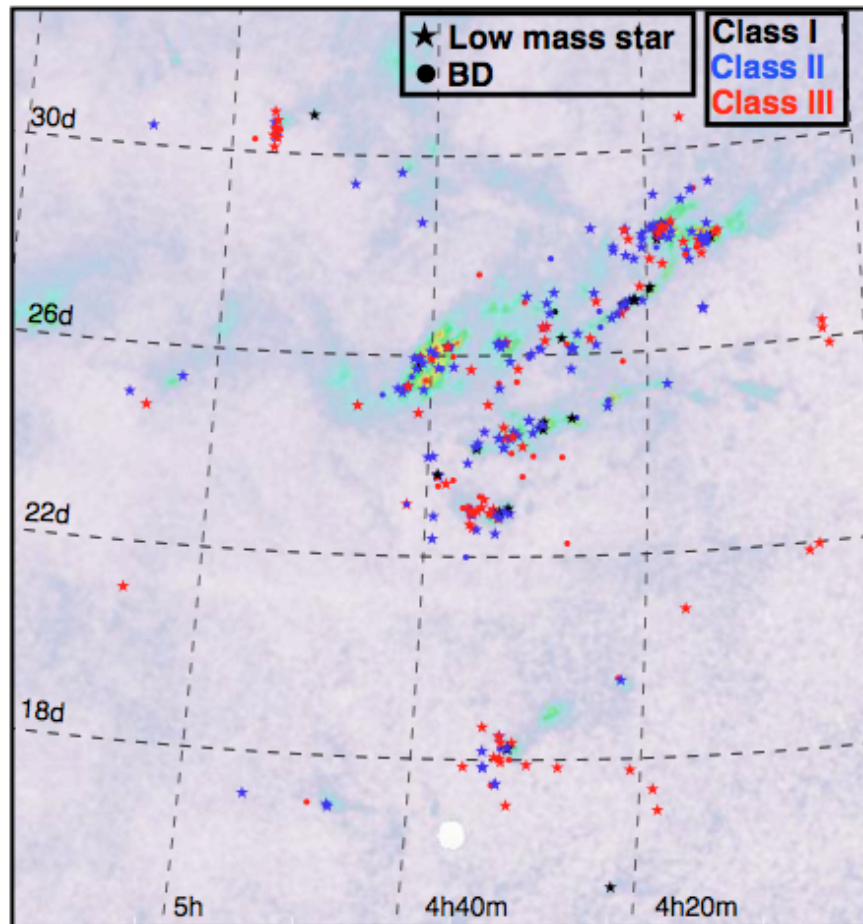 ★ Low mass star
● BD
Class I
Class II
Class III
30d
26d
22d
18d
5h
4h40m
4h20m